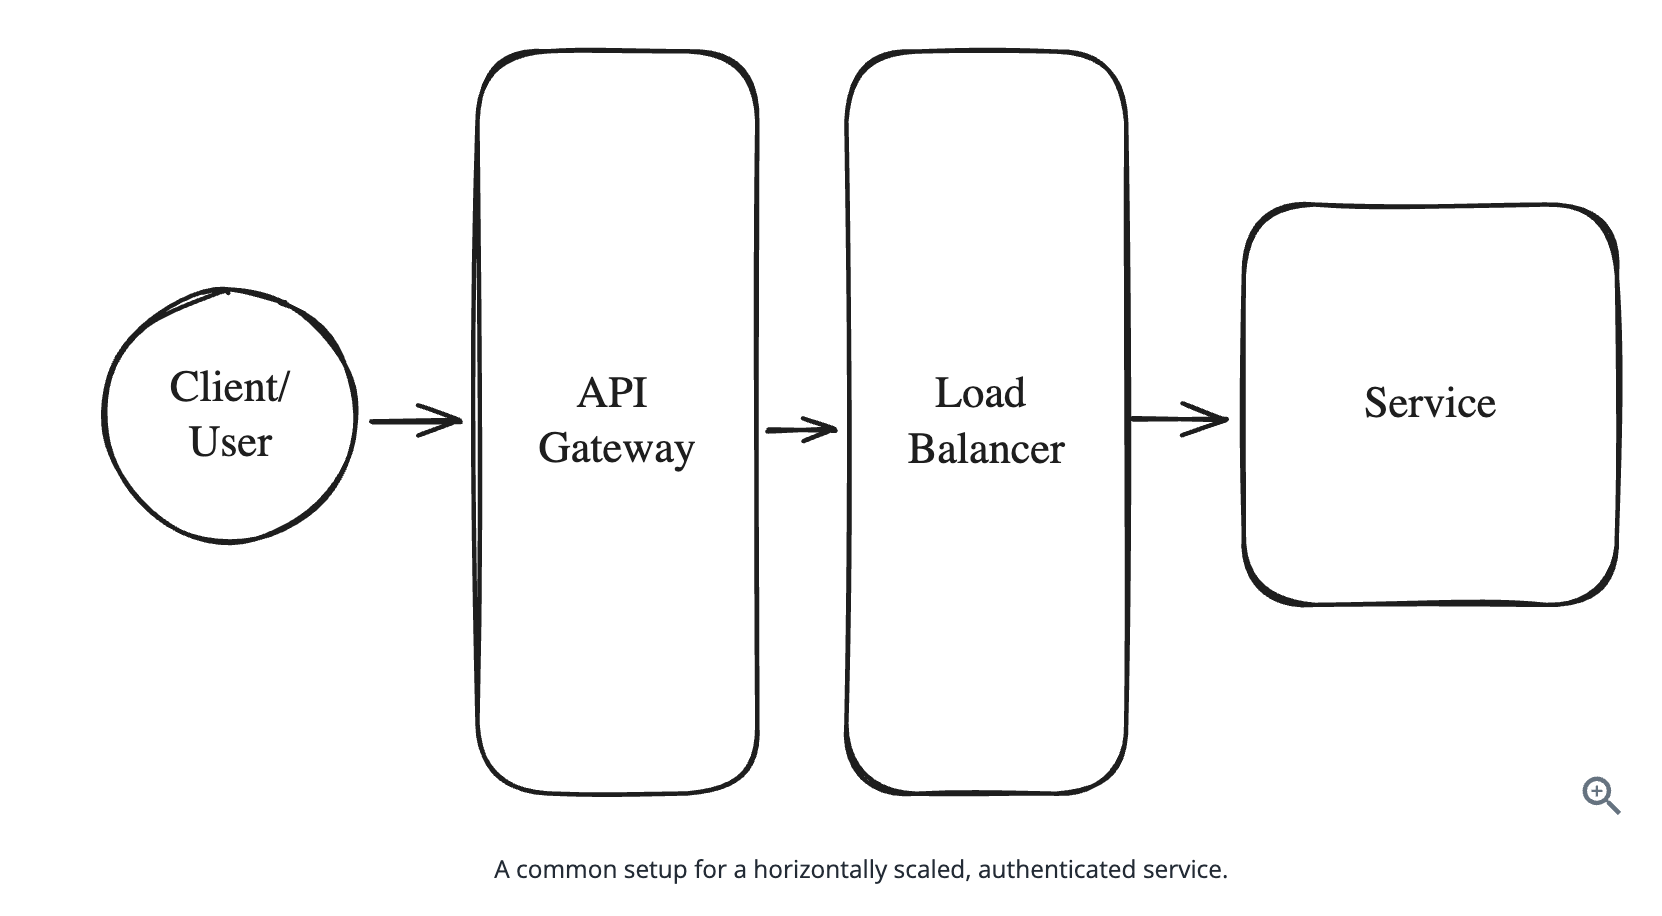 Client/
User
API
Gateway
Load
Balancer
Service
A common setup for a horizontally scaled, authenticated service.